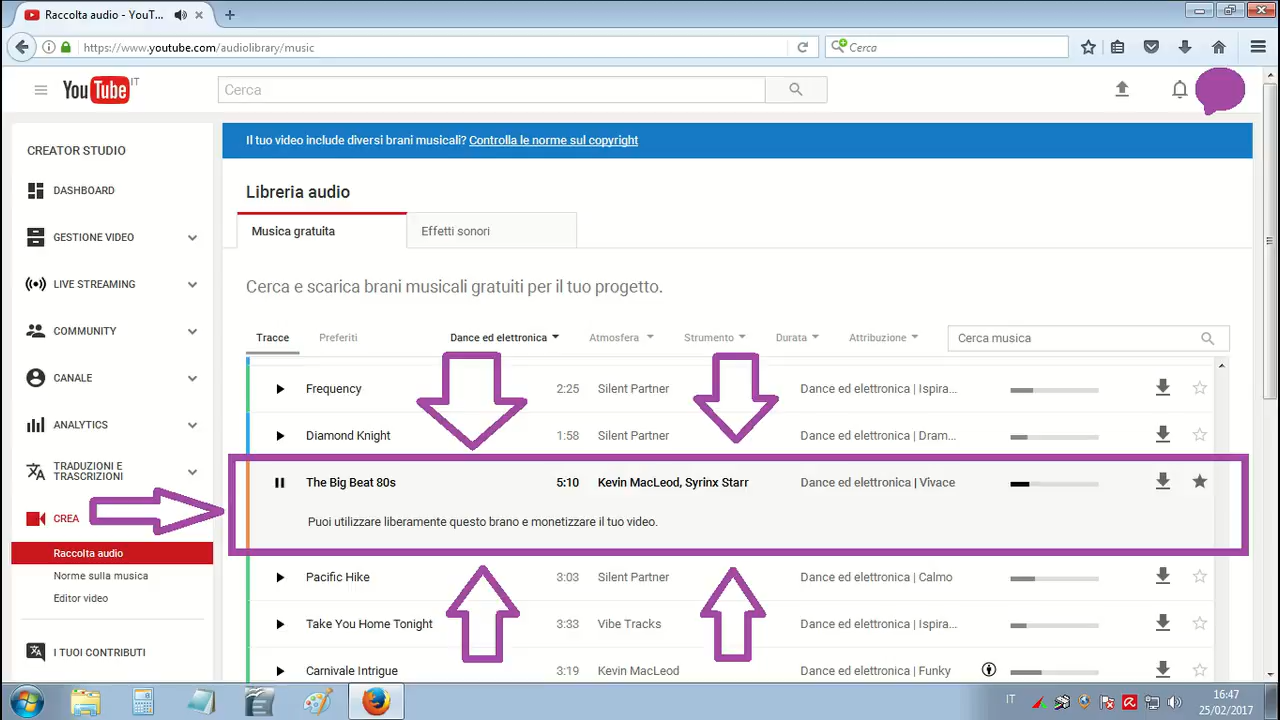 Raccolta audio - YouT...
https://www.youtube.com/audiolibrary/music
Cerca
YouTube IT
Cerca
CREATOR STUDIO
DASHBOARD
GESTIONE VIDEO
LIVE STREAMING
COMMUNITY
CANALE
ANALYTICS
TRADUZIONI E
TRASCRIZIONI
CREA
Raccolta audio
Norme sulla musica
Editor video
I TUOI CONTRIBUTI
Il tuo video include diversi brani musicali? Controlla le norme sul copyright
Libreria audio
Musica gratuita Effetti sonori
Cerca e scarica brani musicali gratuiti per il tuo progetto.
Tracce Preferiti Dance ed elettronica Atmosfera Strumento Durata Attribuzione Cerca musica
Frequency 2:25 Silent Partner Dance ed elettronica | Ispira...
Diamond Knight 1:58 Silent Partner Dance ed elettronica | Dram...
The Big Beat 80s 5:10 Kevin MacLeod, Syrinx Starr Dance ed elettronica | Vivace
Puoi utilizzare liberamente questo brano e monetizzare il tuo video.
Pacific Hike 3:03 Silent Partner Dance ed elettronica | Calmo
Take You Home Tonight 3:33 Vibe Tracks Dance ed elettronica | Ispira...
Carnivale Intrigue 3:19 Kevin MacLeod Dance ed elettronica | Funky
IT 16:47
25/02/2017